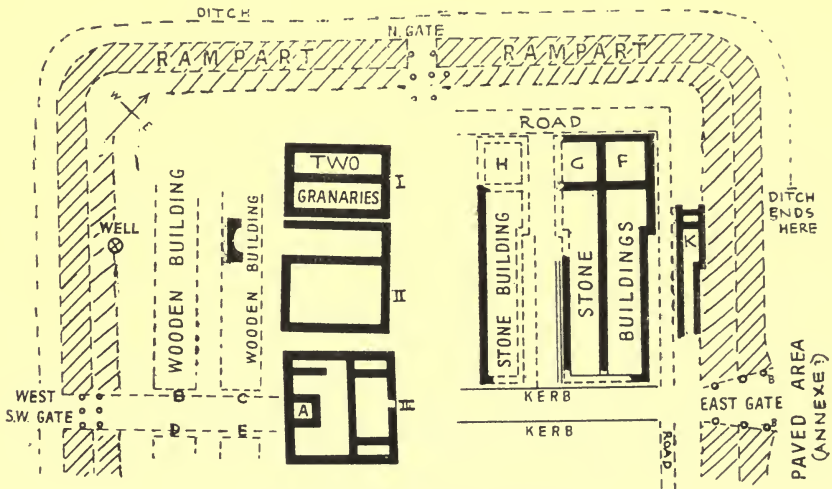 DITCH
N. GATE
RAMPART
RAMPART
W
E
ROAD
TWO
GRANARIES
I
H
G
F
DITCH
ENDS
HERE
WELL
WOODEN BUILDING
WOODEN BUILDING
II
STONE BUILDING
STONE
BUILDINGS
K
WEST
S.W. GATE
B
C
D
E
A
II
KERB
KERB
ROAD
B
EAST GATE
B
PAVED AREA
(ANNEXE?)